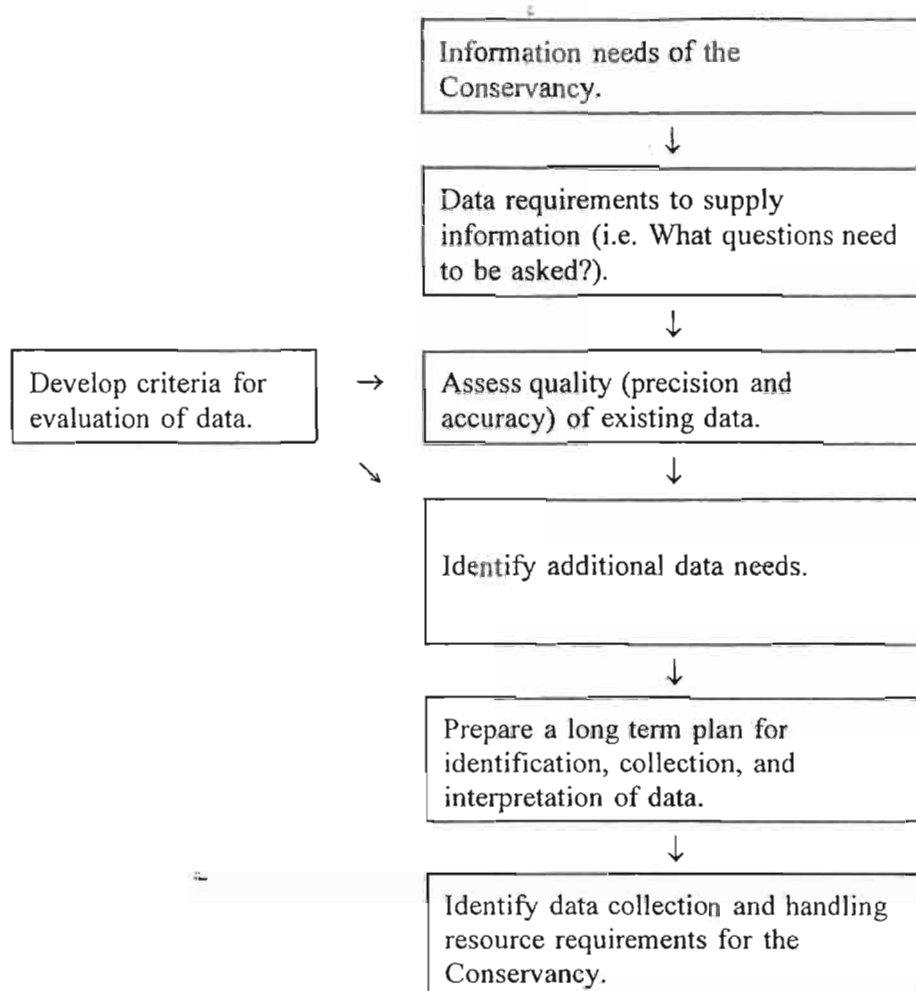 Information needs of the
Conservancy.
↓
Data requirements to supply
information (i.e. What questions need
to be asked?).
↓
Develop criteria for
evaluation of data.
→
Assess quality (precision and
accuracy) of existing data.
↘
↓
Identify additional data needs.
↓
Prepare a long term plan for
identification, collection, and
interpretation of data.
↓
Identify data collection and handling
resource requirements for the
Conservancy.